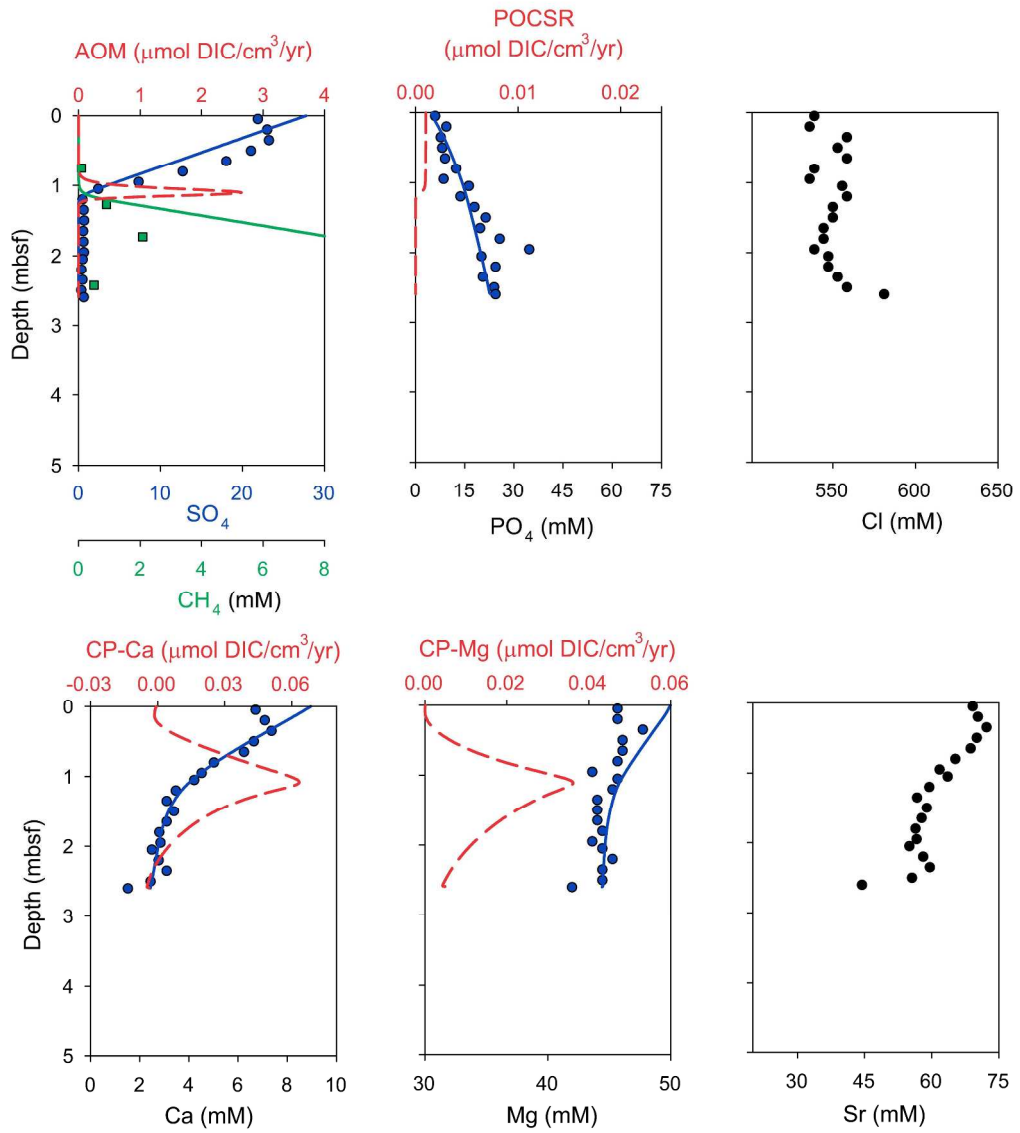 AOM (μmol DIC/cm³/yr)
0 1 2 3 4
POCSR
(μmol DIC/cm³/yr)
0.00 0.01 0.02
Depth (mbsf)
0
1
2
3
4
5
0 10 20 30
SO₄
0 2 4 6 8
CH₄ (mM)
0 15 30 45 60 75
PO₄ (mM)
550 600 650
Cl (mM)
CP-Ca (μmol DIC/cm³/yr)
-0.03 0.00 0.03 0.06
CP-Mg (μmol DIC/cm³/yr)
0.00 0.02 0.04 0.06
Depth (mbsf)
0
1
2
3
4
5
0 2 4 6 8 10
Ca (mM)
30 40 50
Mg (mM)
30 45 60 75
Sr (mM)